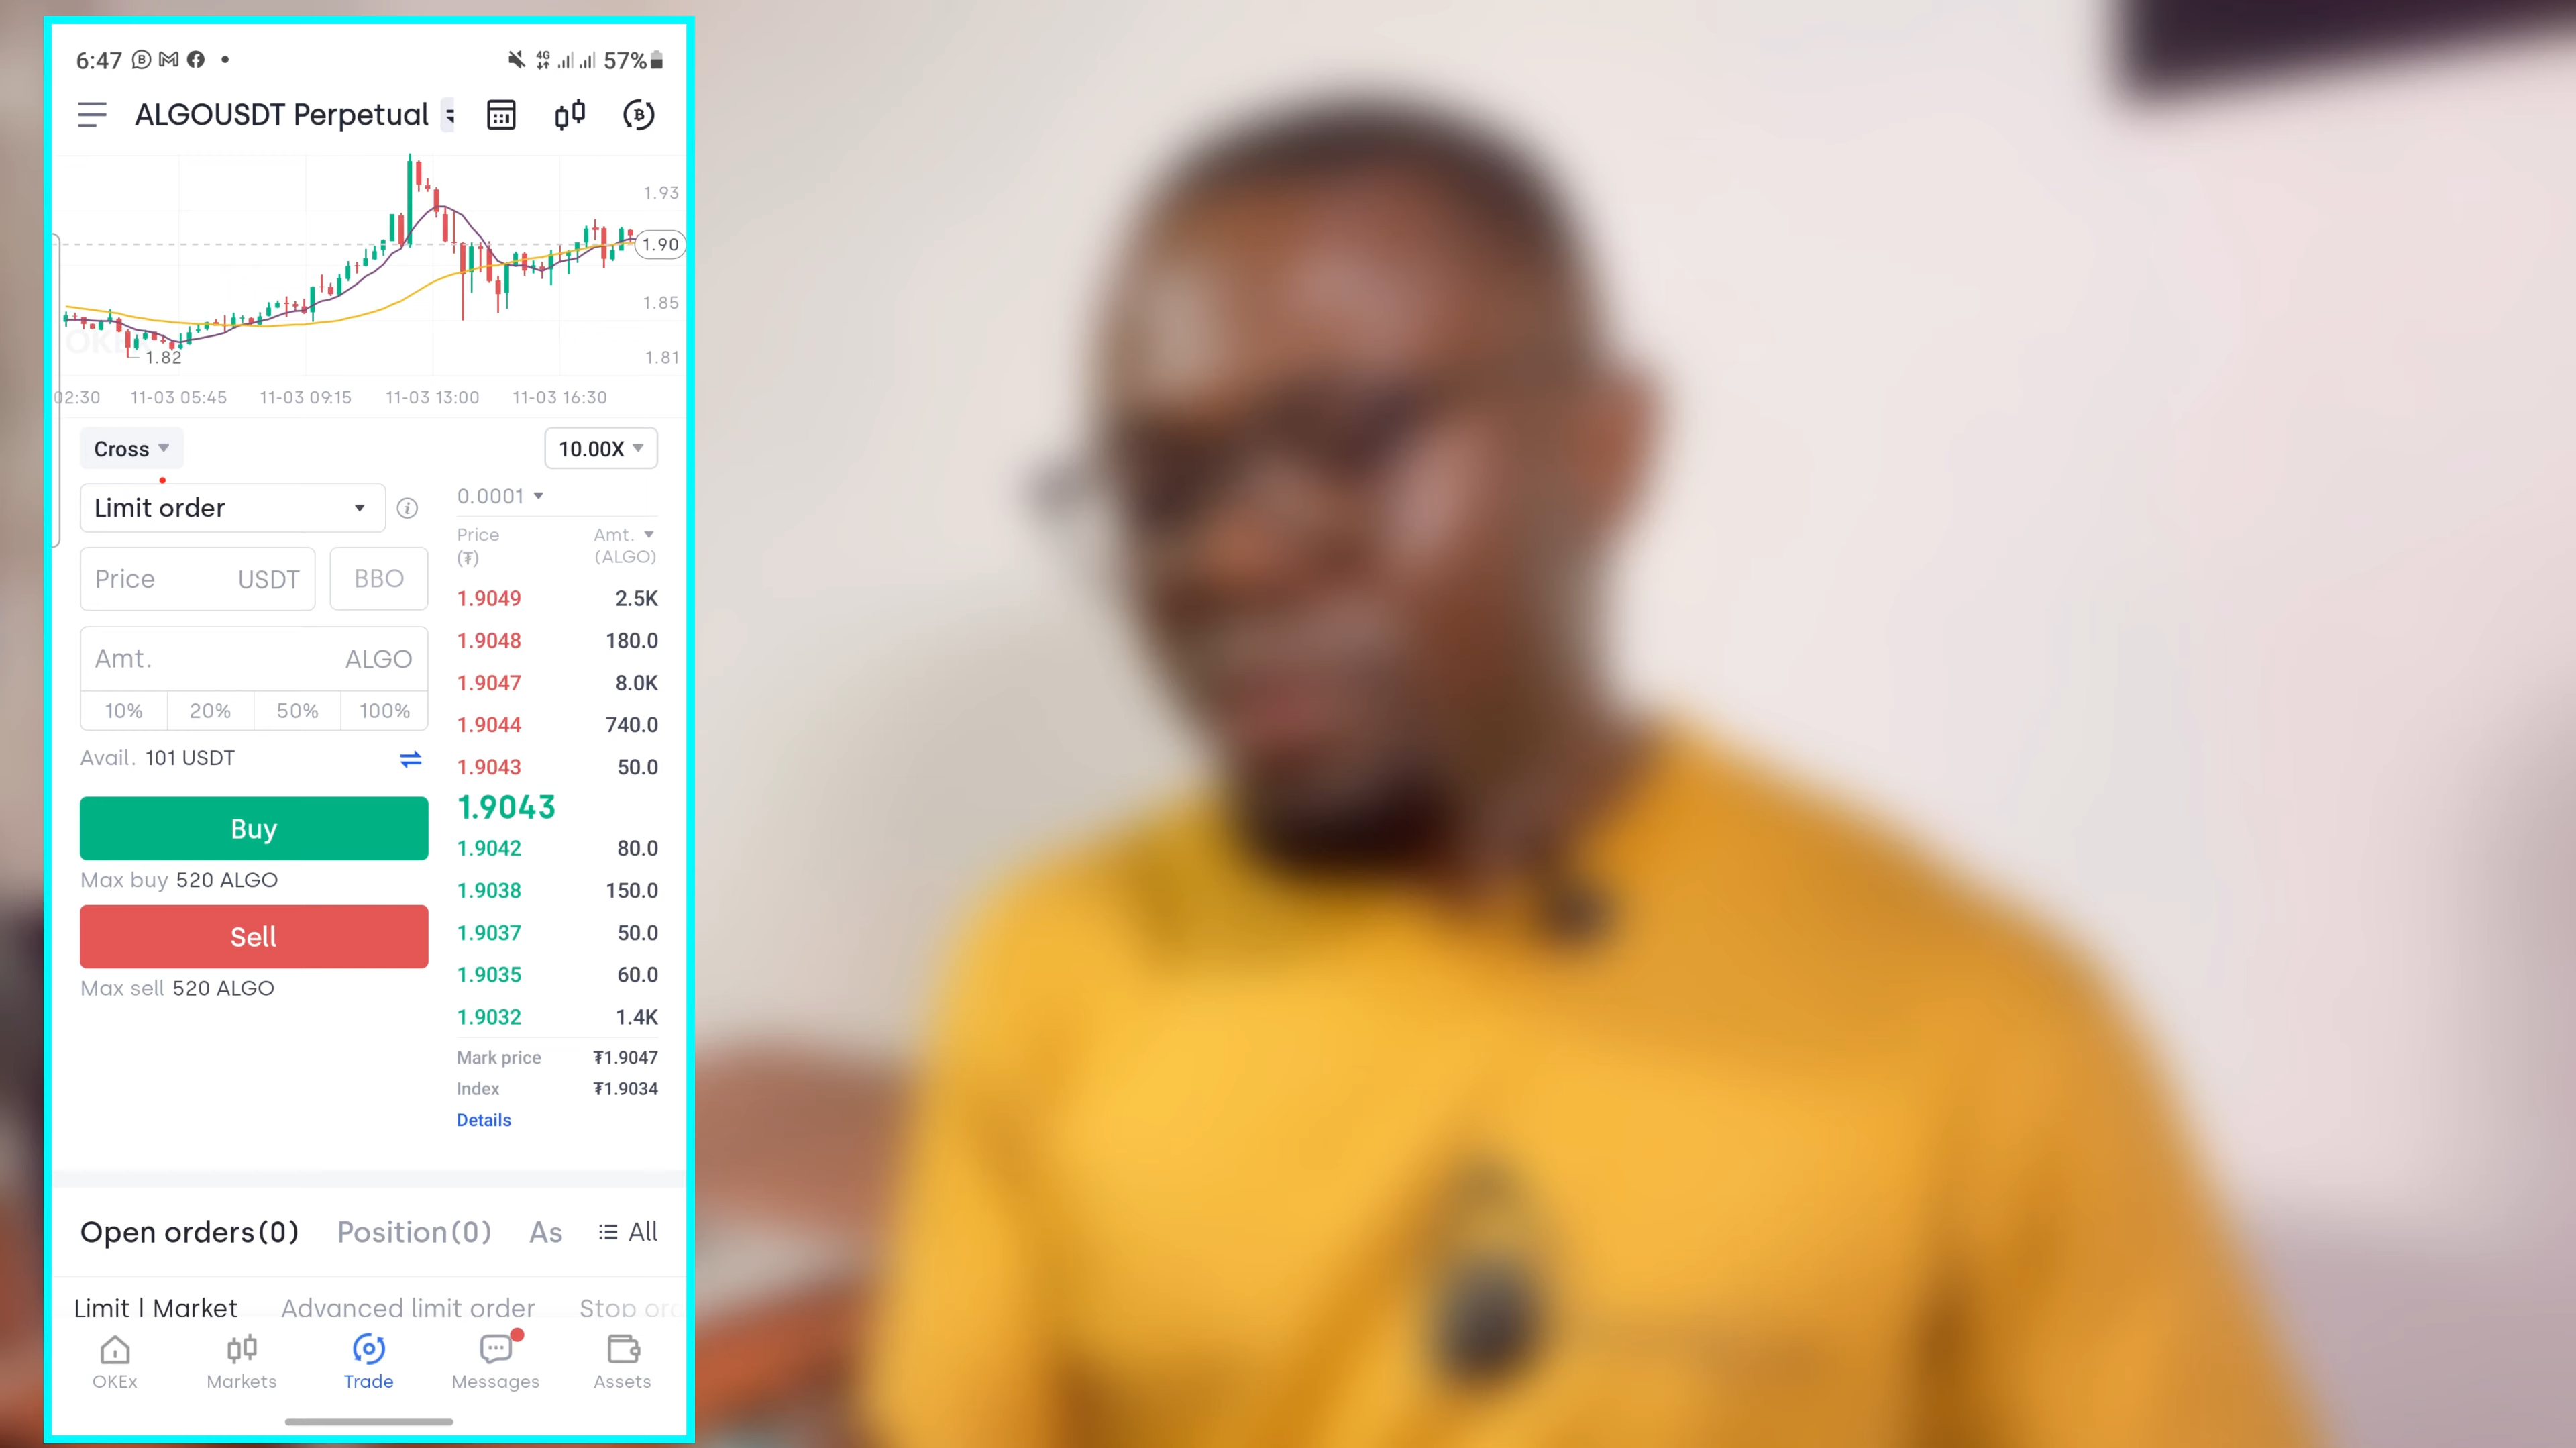 6:47 57%
ALGOUSDT Perpetual
1.93
1.90
1.85
1.82
1.81
02:30 11-03 05:45 11-03 09:15 11-03 13:00 11-03 16:30
Cross 10.00X
Limit order 0.0001
Price (₮) Amt. (ALGO)
Price USDT BBO
1.9049 2.5K
1.9048 180.0
Amt. ALGO
1.9047 8.0K
10% 20% 50% 100%
1.9044 740.0
Avail. 101 USDT
1.9043 50.0
1.9043
Buy
1.9042 80.0
Max buy 520 ALGO
1.9038 150.0
Sell
1.9037 50.0
Max sell 520 ALGO
1.9035 60.0
1.9032 1.4K
Mark price ₮1.9047
Index ₮1.9034
Details
Open orders(0) Position(0) As All
Limit | Market Advanced limit order Stop ord
OKEx Markets Trade Messages Assets